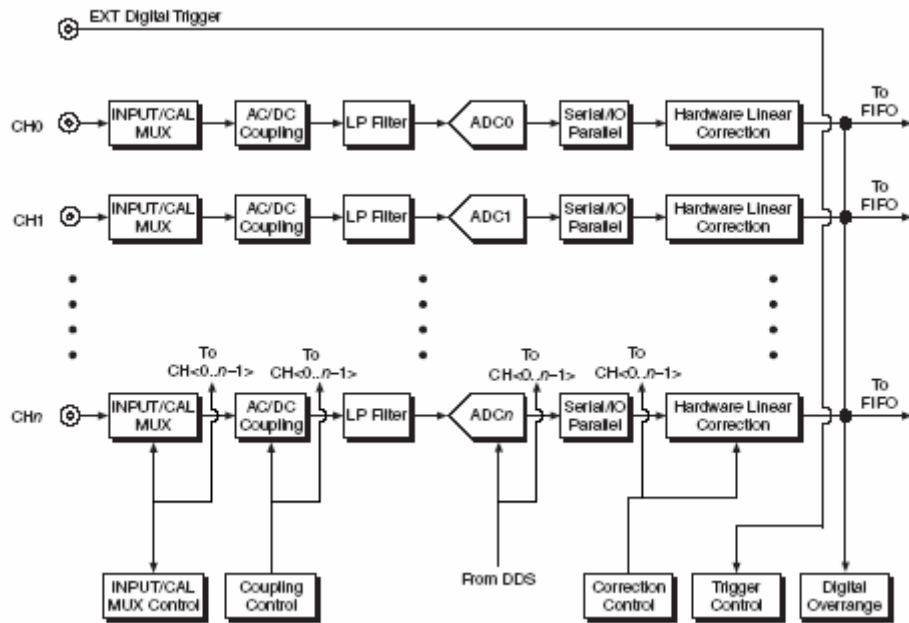 EXT Digital Trigger
To
FIFO
CH0
INPUT/CAL
MUX
AC/DC
Coupling
LP Filter
ADC0
Serial/IO
Parallel
Hardware Linear
Correction
To
FIFO
CH1
INPUT/CAL
MUX
AC/DC
Coupling
LP Filter
ADC1
Serial/IO
Parallel
Hardware Linear
Correction
To
CH<0..n–1>
To
CH<0..n–1>
To
CH<0..n–1>
To
CH<0..n–1>
To
FIFO
CHn
INPUT/CAL
MUX
AC/DC
Coupling
LP Filter
ADCn
Serial/IO
Parallel
Hardware Linear
Correction
INPUT/CAL
MUX Control
Coupling
Control
From DDS
Correction
Control
Trigger
Control
Digital
Overrange